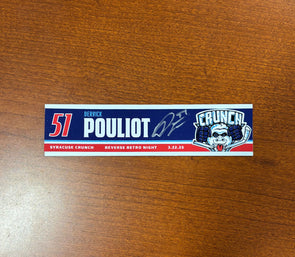 51
DERRICK
POULIOT
CRUNCH
SYRACUSE CRUNCH REVERSE RETRO NIGHT 3.22.25